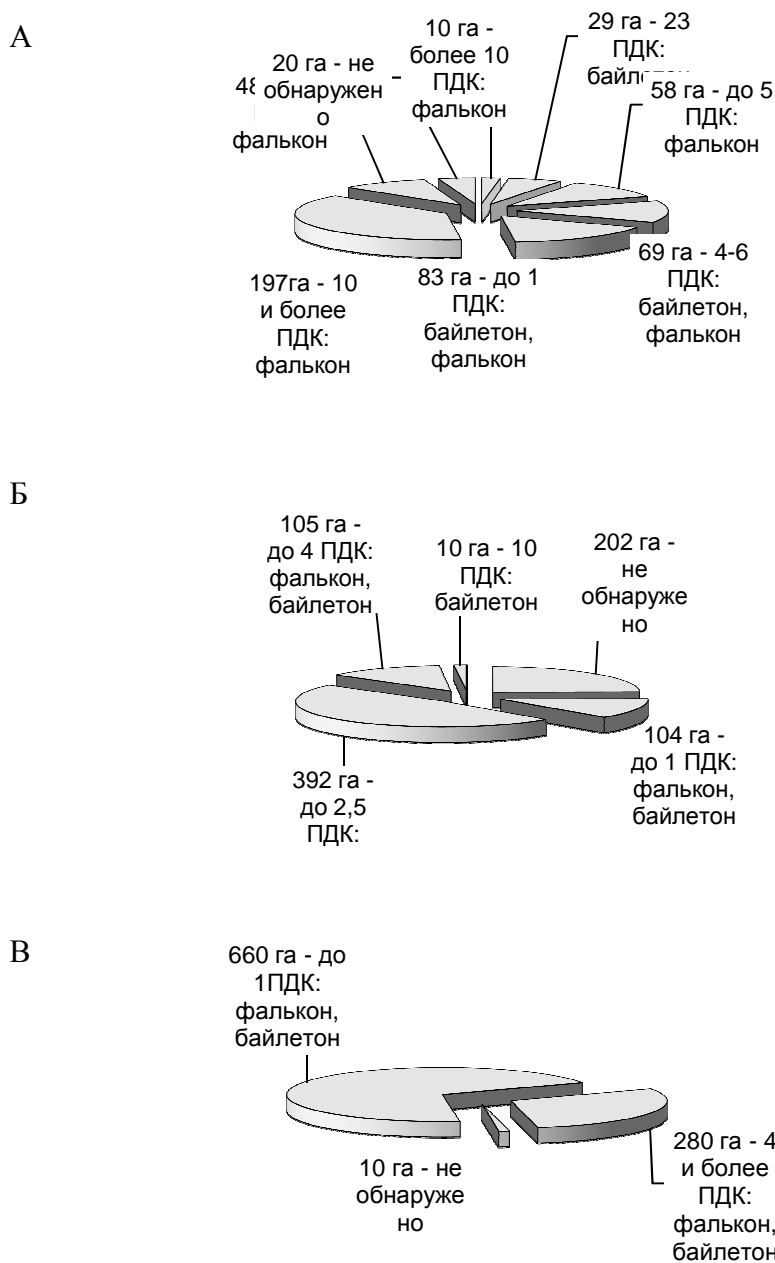 А
20 га - не
обнаружен
о
48
фалькон
10 га -
более 10
ПДК:
фалькон
29 га - 23
ПДК:
байлетон
58 га - до 5
ПДК:
фалькон
197га - 10
и более
ПДК:
фалькон
83 га - до 1
ПДК:
байлетон,
фалькон
69 га - 4-6
ПДК:
байлетон,
фалькон
Б
105 га -
до 4 ПДК:
фалькон,
байлетон
10 га - 10
ПДК:
байлетон
202 га -
не
обнаруже
но
392 га -
до 2,5
ПДК:
104 га -
до 1 ПДК:
фалькон,
байлетон
В
660 га - до
1ПДК:
фалькон,
байлетон
10 га - не
обнаруже
но
280 га - 4
и более
ПДК:
фалькон,
байлетон